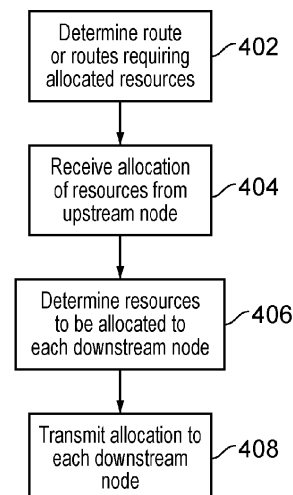 Determine route
or routes requiring
allocated resources
402
Receive allocation
of resources from
upstream node
404
Determine resources
to be allocated to
each downstream node
406
Transmit allocation to
each downstream
node
408